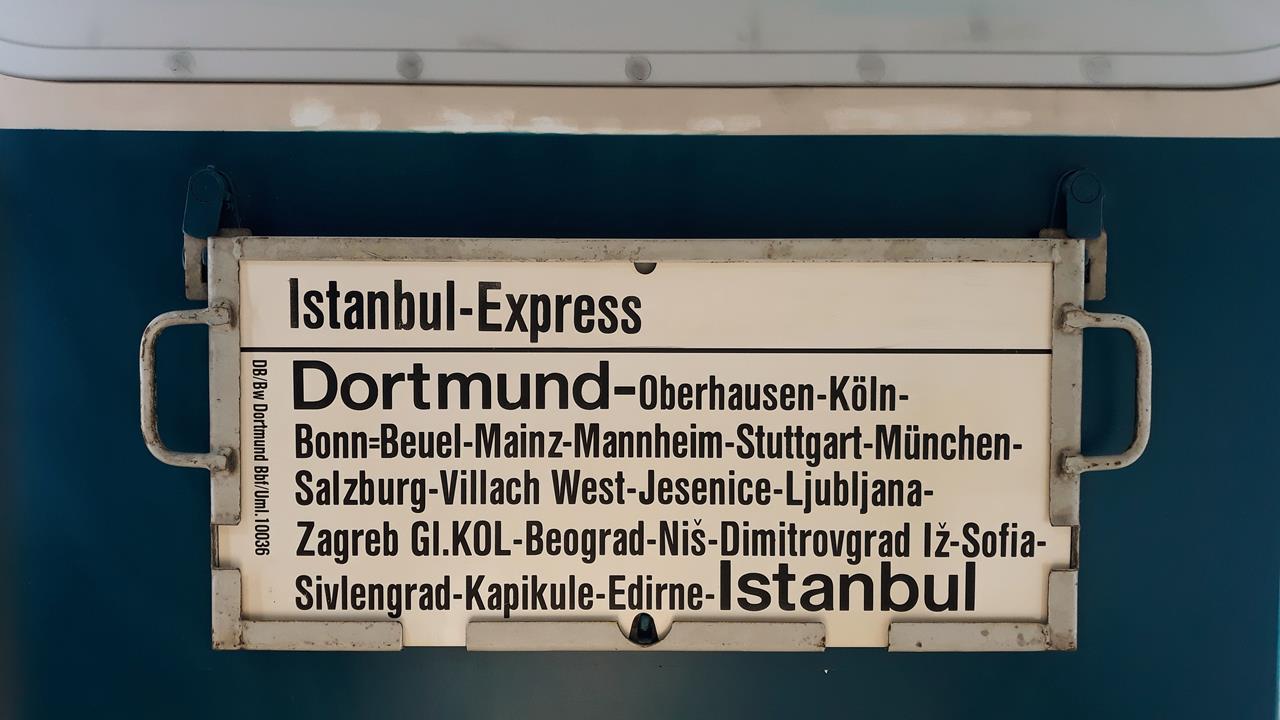 Istanbul-Express
Dortmund-Oberhausen-Köln-
Bonn=Beuel-Mainz-Mannheim-Stuttgart-München-
Salzburg-Villach West-Jesenice-Ljubljana-
Zagreb Gl.KOL-Beograd-Niš-Dimitrovgrad Iž-Sofia-
Sivlengrad-Kapikule-Edirne-Istanbul
DB/Bw Dortmund Bbf/Uml. 10036